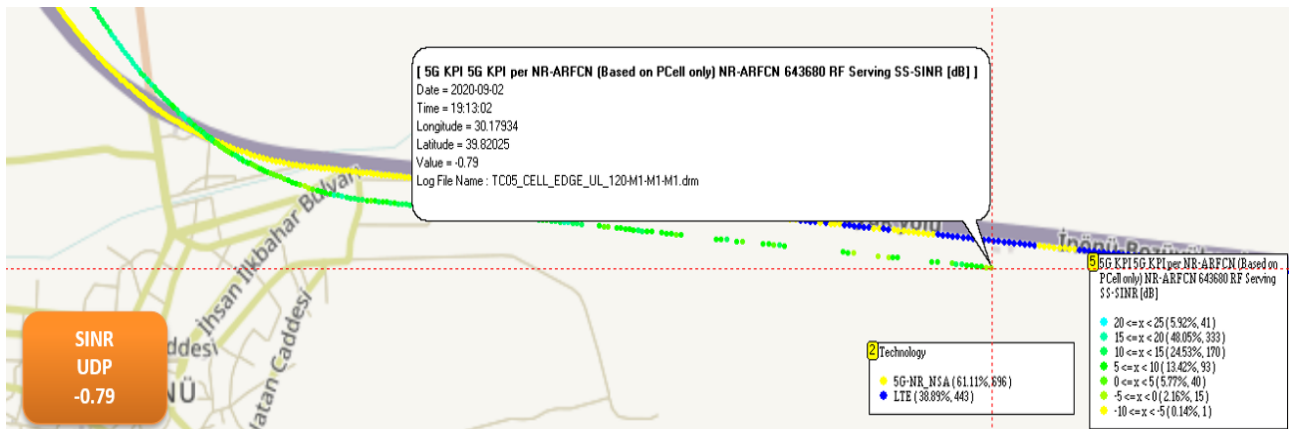 [ 5G KPI 5G KPI per NR-ARFCN (Based on PCell only) NR-ARFCN 643680 RF Serving SS-SINR [dB] ]
Date = 2020-09-02
Time = 19:13:02
Longitude = 30.17934
Latitude = 39.82025
Value = -0.79
Log File Name : TC05_CELL_EDGE_UL_120-M1-M1-M1.drm
İhsan İlkbahar Bulvarı
İnönü Bozüyük
ddesi
NÜ
atan Caddesi
SINR
UDP
-0.79
2 Technology
5G-NR_NSA (61.11%, 696)
LTE (38.89%, 443)
5 5G KPI 5G KPI per NR-ARFCN (Based on
PCell only) NR-ARFCN 643680 RF Serving
SS-SINR [dB]
20 <=x < 25 (5.92%, 41)
15 <=x < 20 (48.05%, 333)
10 <=x < 15 (24.53%, 170)
5 <=x < 10 (13.42%, 93)
0 <=x < 5 (5.77%, 40)
-5 <=x < 0 (2.16%, 15)
-10 <=x < -5 (0.14%, 1)